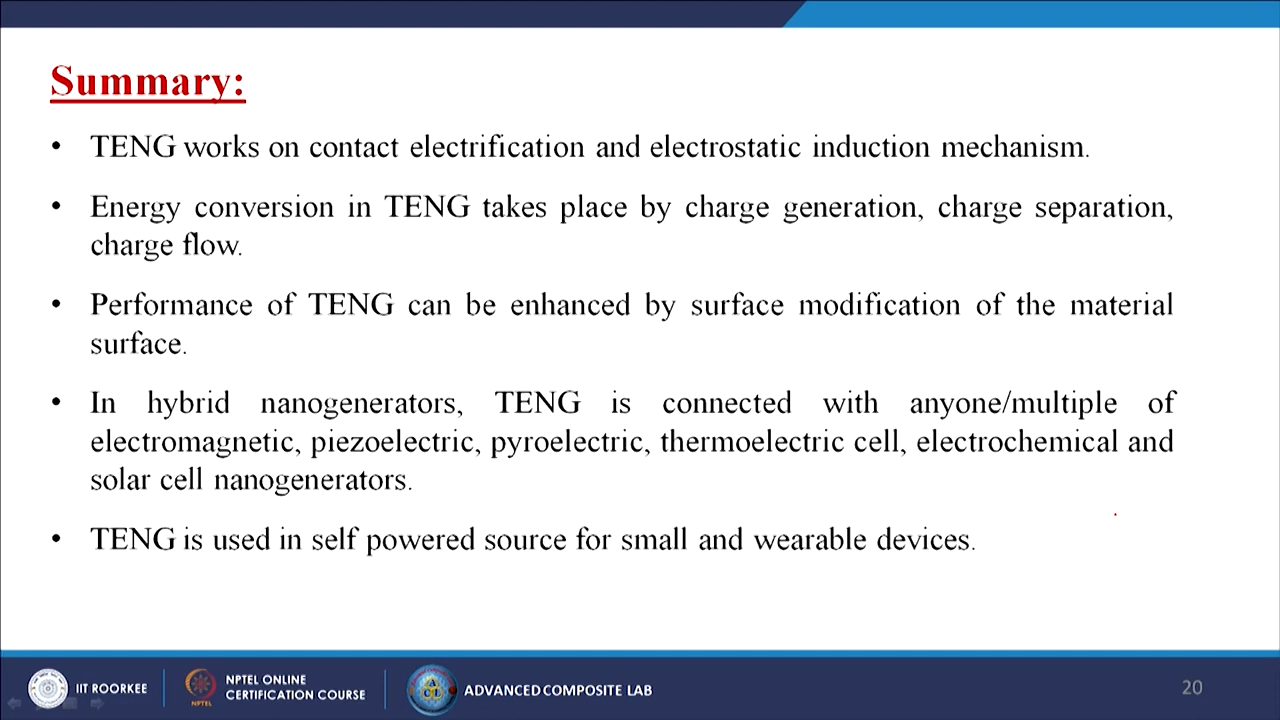 Summary:
• TENG works on contact electrification and electrostatic induction mechanism.
• Energy conversion in TENG takes place by charge generation, charge separation,
charge flow.
• Performance of TENG can be enhanced by surface modification of the material
surface.
• In hybrid nanogenerators, TENG is connected with anyone/multiple of
electromagnetic, piezoelectric, pyroelectric, thermoelectric cell, electrochemical and
solar cell nanogenerators.
• TENG is used in self powered source for small and wearable devices.
IIT ROORKEE
NPTEL
NPTEL ONLINE
CERTIFICATION COURSE
ACL
ADVANCED COMPOSITE LAB
20